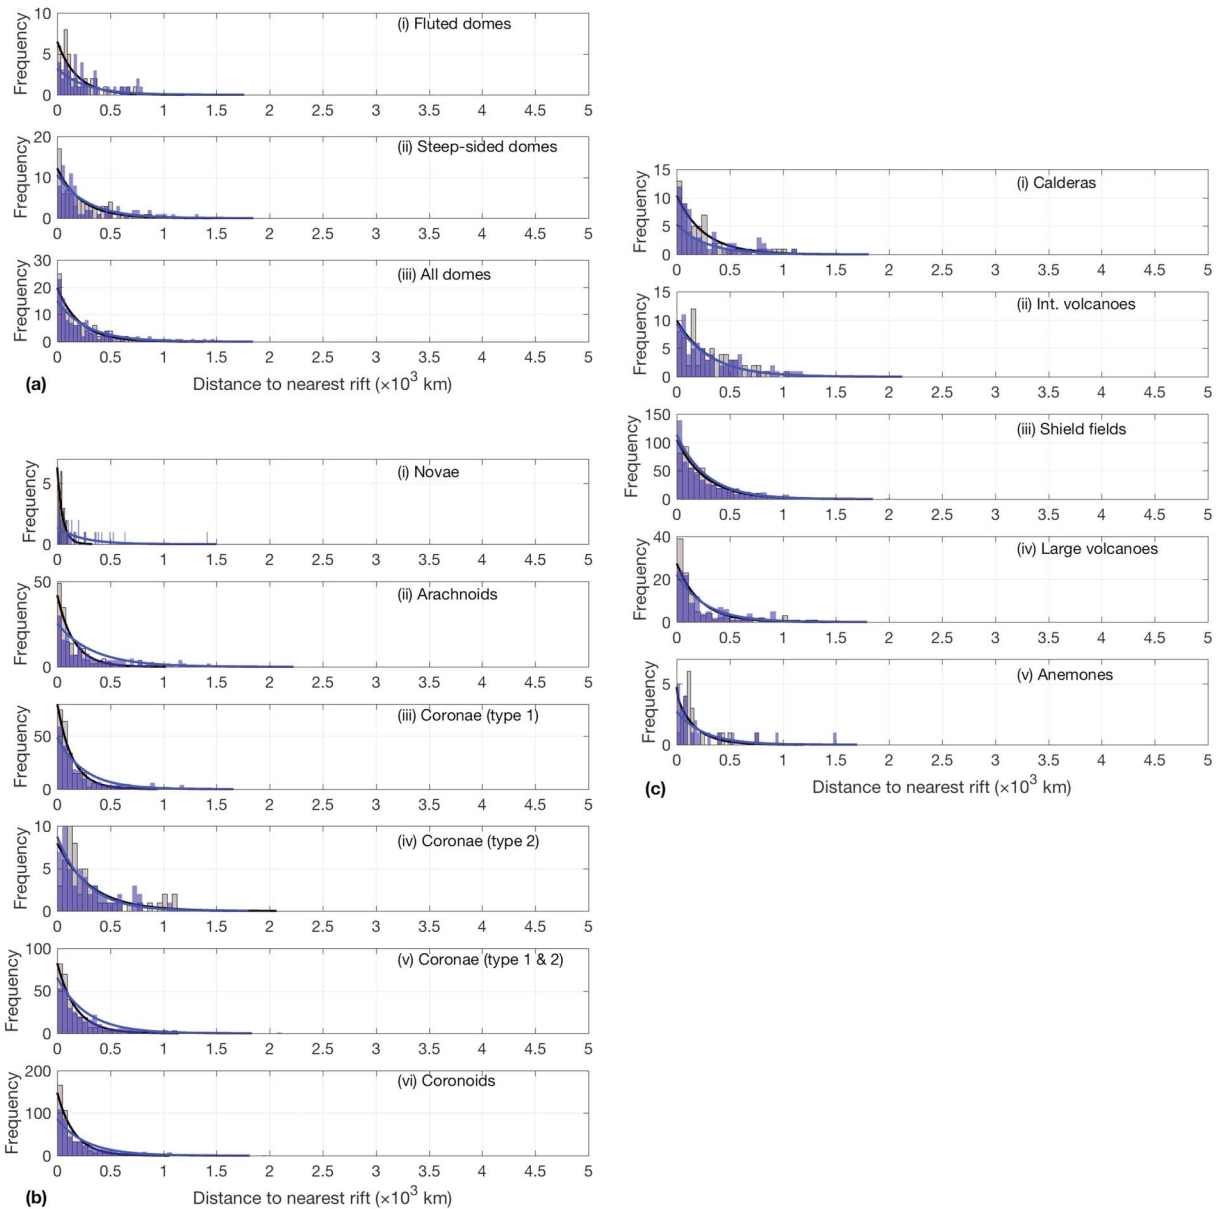 Frequency
10
5
0
(i) Fluted domes
0 0.5 1 1.5 2 2.5 3 3.5 4 4.5 5
Frequency
20
10
0
(ii) Steep-sided domes
0 0.5 1 1.5 2 2.5 3 3.5 4 4.5 5
Frequency
30
20
10
0
(iii) All domes
0 0.5 1 1.5 2 2.5 3 3.5 4 4.5 5
(a)
Distance to nearest rift (×10³ km)
Frequency
5
0
(i) Novae
0 0.5 1 1.5 2 2.5 3 3.5 4 4.5 5
Frequency
50
0
(ii) Arachnoids
0 0.5 1 1.5 2 2.5 3 3.5 4 4.5 5
Frequency
50
0
(iii) Coronae (type 1)
0 0.5 1 1.5 2 2.5 3 3.5 4 4.5 5
Frequency
10
5
0
(iv) Coronae (type 2)
0 0.5 1 1.5 2 2.5 3 3.5 4 4.5 5
Frequency
100
50
0
(v) Coronae (type 1 & 2)
0 0.5 1 1.5 2 2.5 3 3.5 4 4.5 5
Frequency
200
100
0
(vi) Coronoids
0 0.5 1 1.5 2 2.5 3 3.5 4 4.5 5
(b)
Distance to nearest rift (×10³ km)
Frequency
15
10
5
0
(i) Calderas
0 0.5 1 1.5 2 2.5 3 3.5 4 4.5 5
Frequency
15
10
5
0
(ii) Int. volcanoes
0 0.5 1 1.5 2 2.5 3 3.5 4 4.5 5
Frequency
150
100
50
0
(iii) Shield fields
0 0.5 1 1.5 2 2.5 3 3.5 4 4.5 5
Frequency
40
20
0
(iv) Large volcanoes
0 0.5 1 1.5 2 2.5 3 3.5 4 4.5 5
Frequency
5
0
(v) Anemones
0 0.5 1 1.5 2 2.5 3 3.5 4 4.5 5
(c)
Distance to nearest rift (×10³ km)